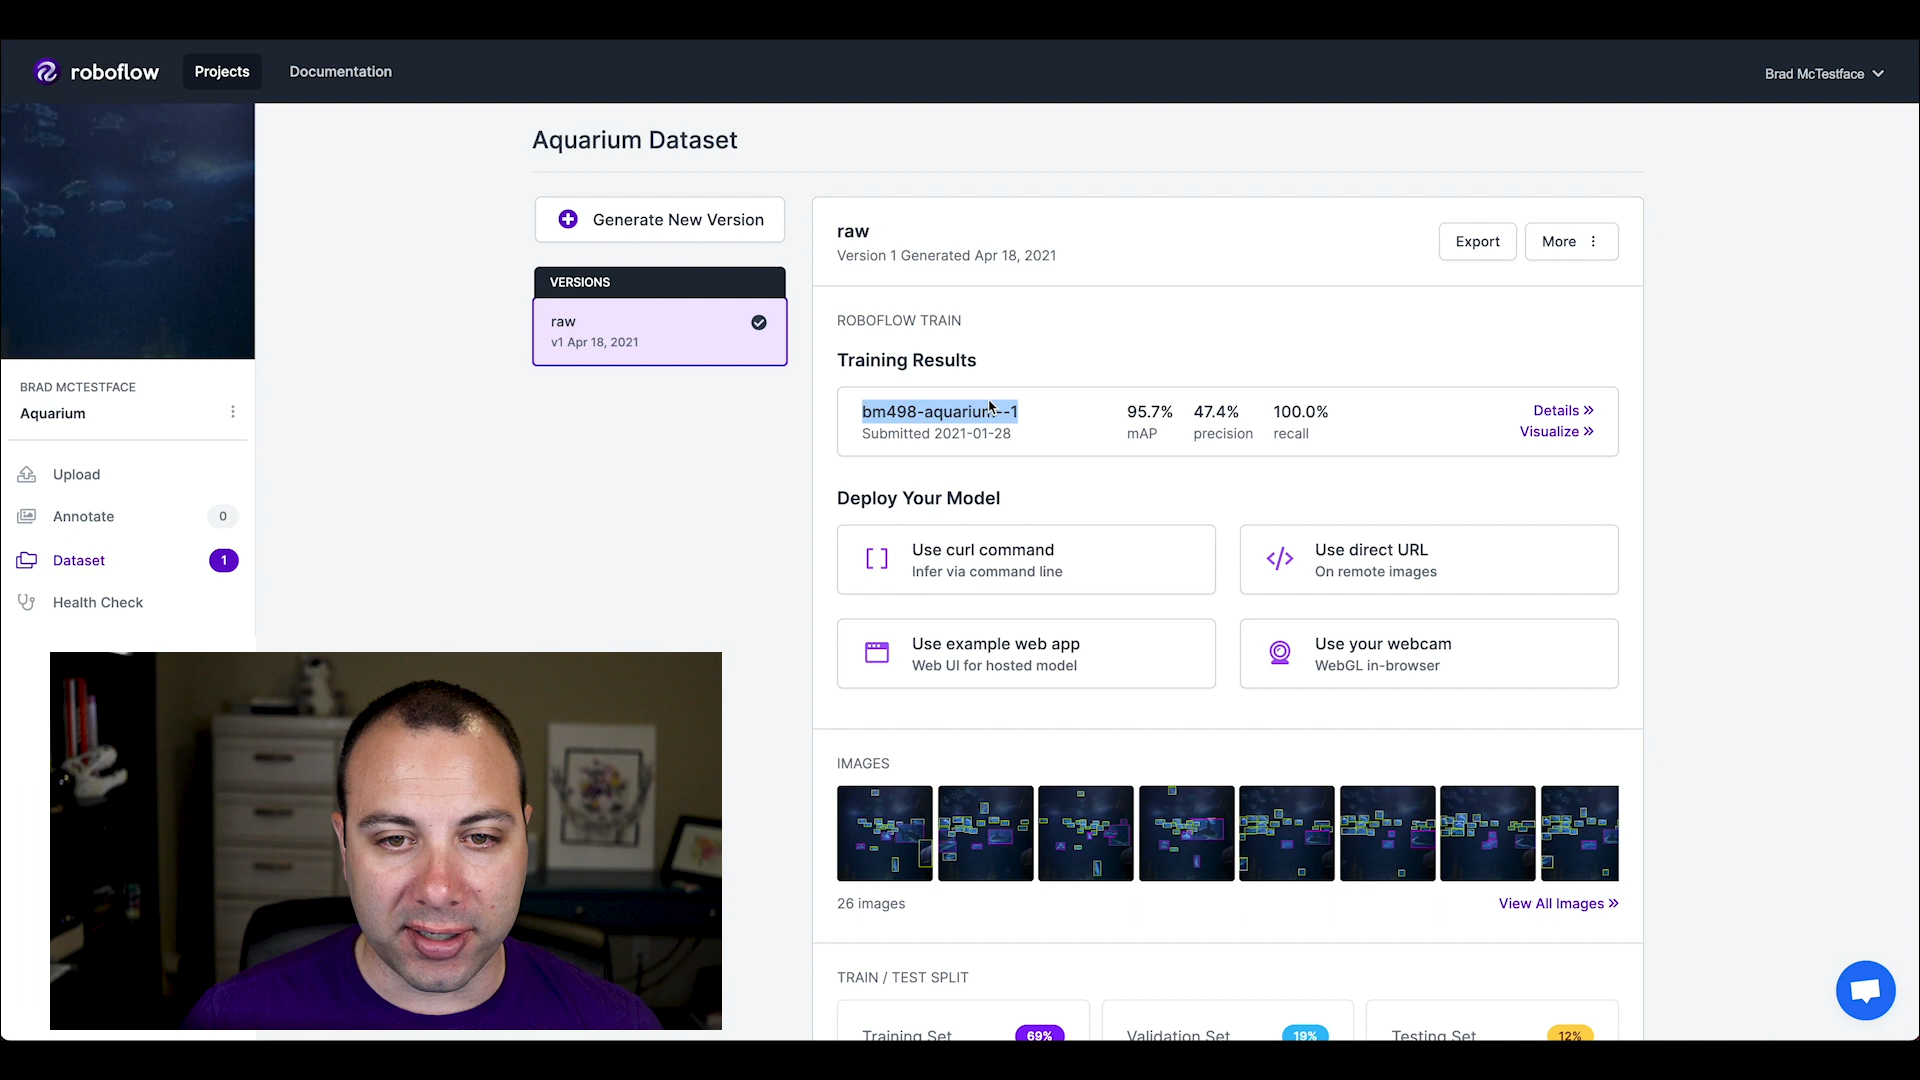 roboflow
Projects
Documentation
Brad McTestface
BRAD MCTESTFACE
Aquarium
Upload
Annotate
0
Dataset
1
Health Check
Aquarium Dataset
Generate New Version
VERSIONS
raw
v1 Apr 18, 2021
raw
Version 1 Generated Apr 18, 2021
Export
More
ROBOFLOW TRAIN
Training Results
bm498-aquarium--1
Submitted 2021-01-28
95.7%
mAP
47.4%
precision
100.0%
recall
Details »
Visualize »
Deploy Your Model
Use curl command
Infer via command line
Use direct URL
On remote images
Use example web app
Web UI for hosted model
Use your webcam
WebGL in-browser
IMAGES
26 images
View All Images »
TRAIN / TEST SPLIT
Training Set
69%
Validation Set
19%
Testing Set
12%